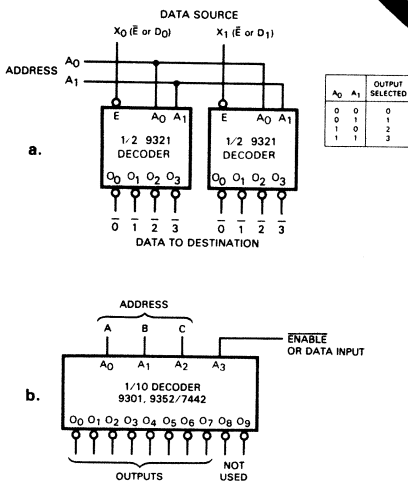 DATA SOURCE
X0 (E̅ or D0) X1 (E̅ or D1)
ADDRESS
A0
A1
a.
E A0 A1
1/2 9321
DECODER
O0 O1 O2 O3
E A0 A1
1/2 9321
DECODER
O0 O1 O2 O3
0̅ 1̅ 2̅ 3̅
0̅ 1̅ 2̅ 3̅
DATA TO DESTINATION
A0 A1 OUTPUT SELECTED
0 0 0
0 1 1
1 0 2
1 1 3
b.
ADDRESS
A B C
E̅N̅A̅B̅L̅E̅
OR DATA INPUT
A0 A1 A2 A3
1/10 DECODER
9301, 9352/7442
O0 O1 O2 O3 O4 O5 O6 O7 O8 O9
OUTPUTS
NOT
USED